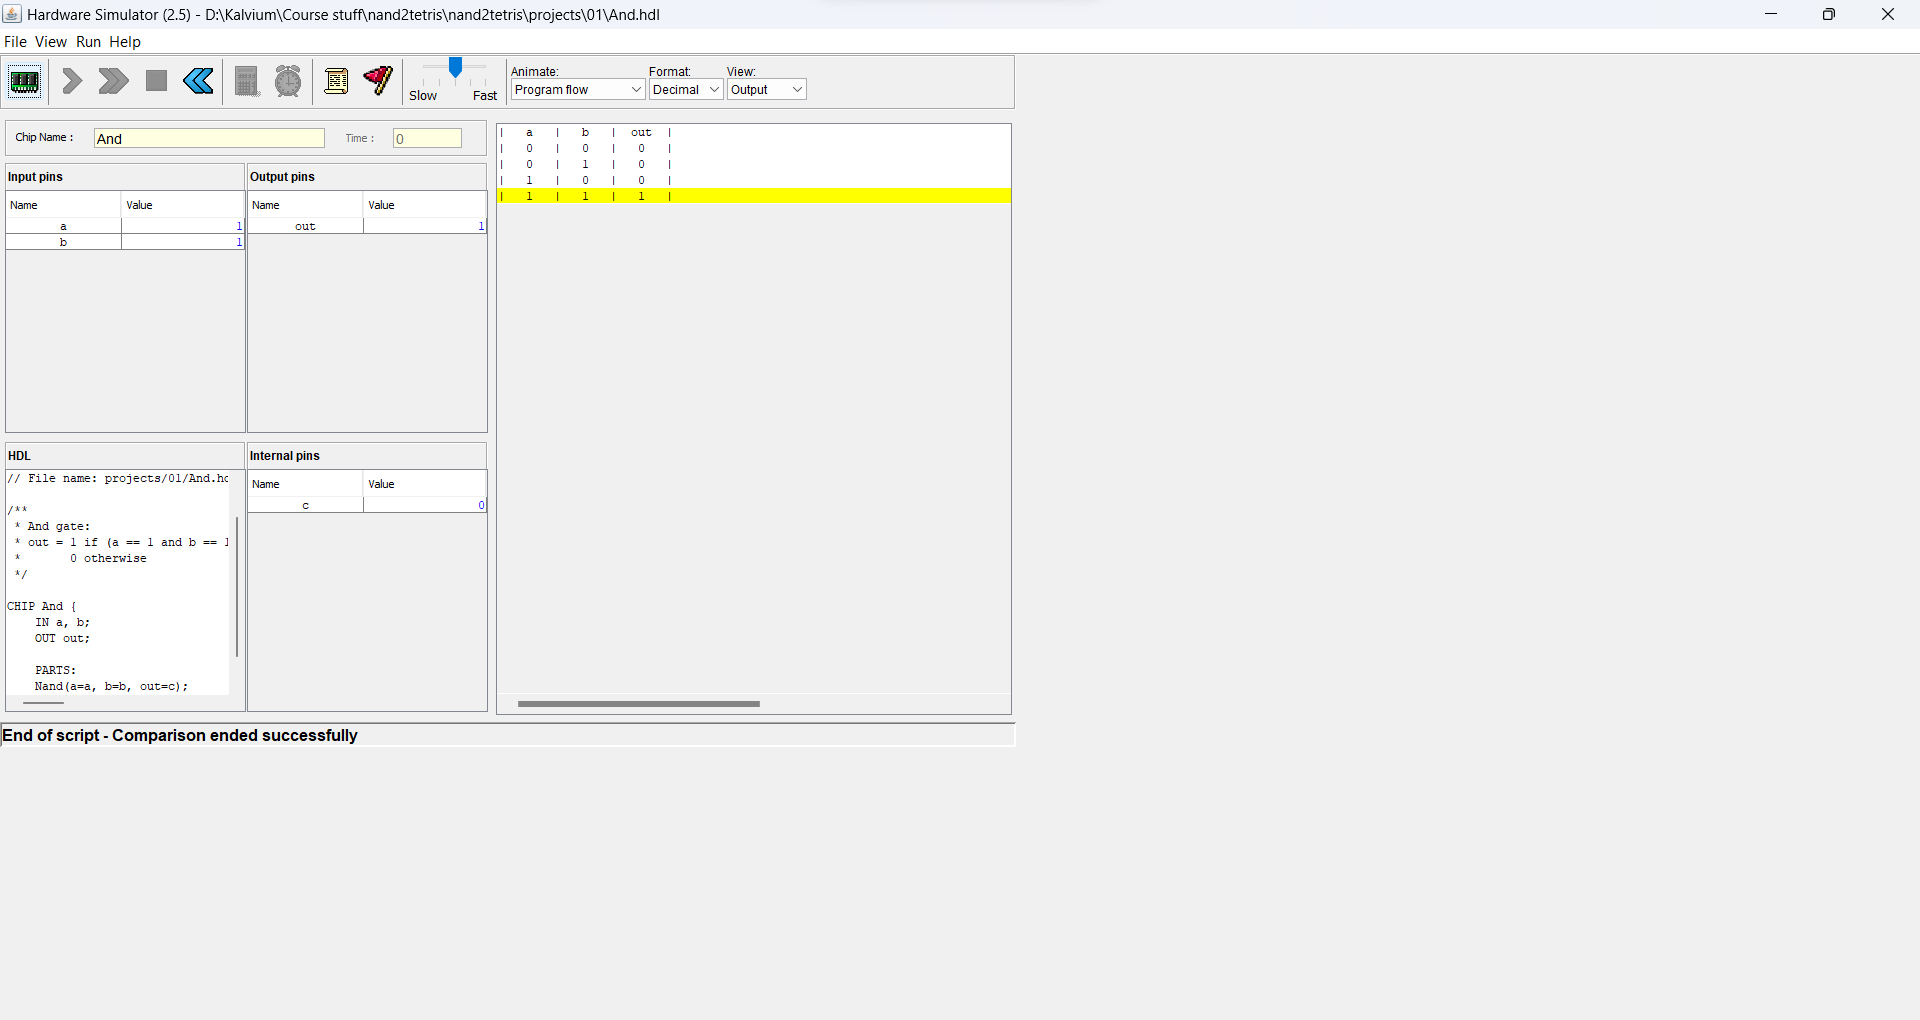 Hardware Simulator (2.5) - D:\Kalvium\Course stuff\nand2tetris\nand2tetris\projects\01\And.hdl
File View Run Help
Slow Fast
Animate: Format: View:
Program flow Decimal Output
Chip Name : And Time : 0
Input pins
Name Value
a 1
b 1
Output pins
Name Value
out 1
HDL
// File name: projects/01/And.hd
/**
* And gate:
* out = 1 if (a == 1 and b == 1
* 0 otherwise
*/
CHIP And {
IN a, b;
OUT out;
PARTS:
Nand(a=a, b=b, out=c);
Internal pins
Name Value
c 0
| a | b | out |
| 0 | 0 | 0 |
| 0 | 1 | 0 |
| 1 | 0 | 0 |
| 1 | 1 | 1 |
End of script - Comparison ended successfully